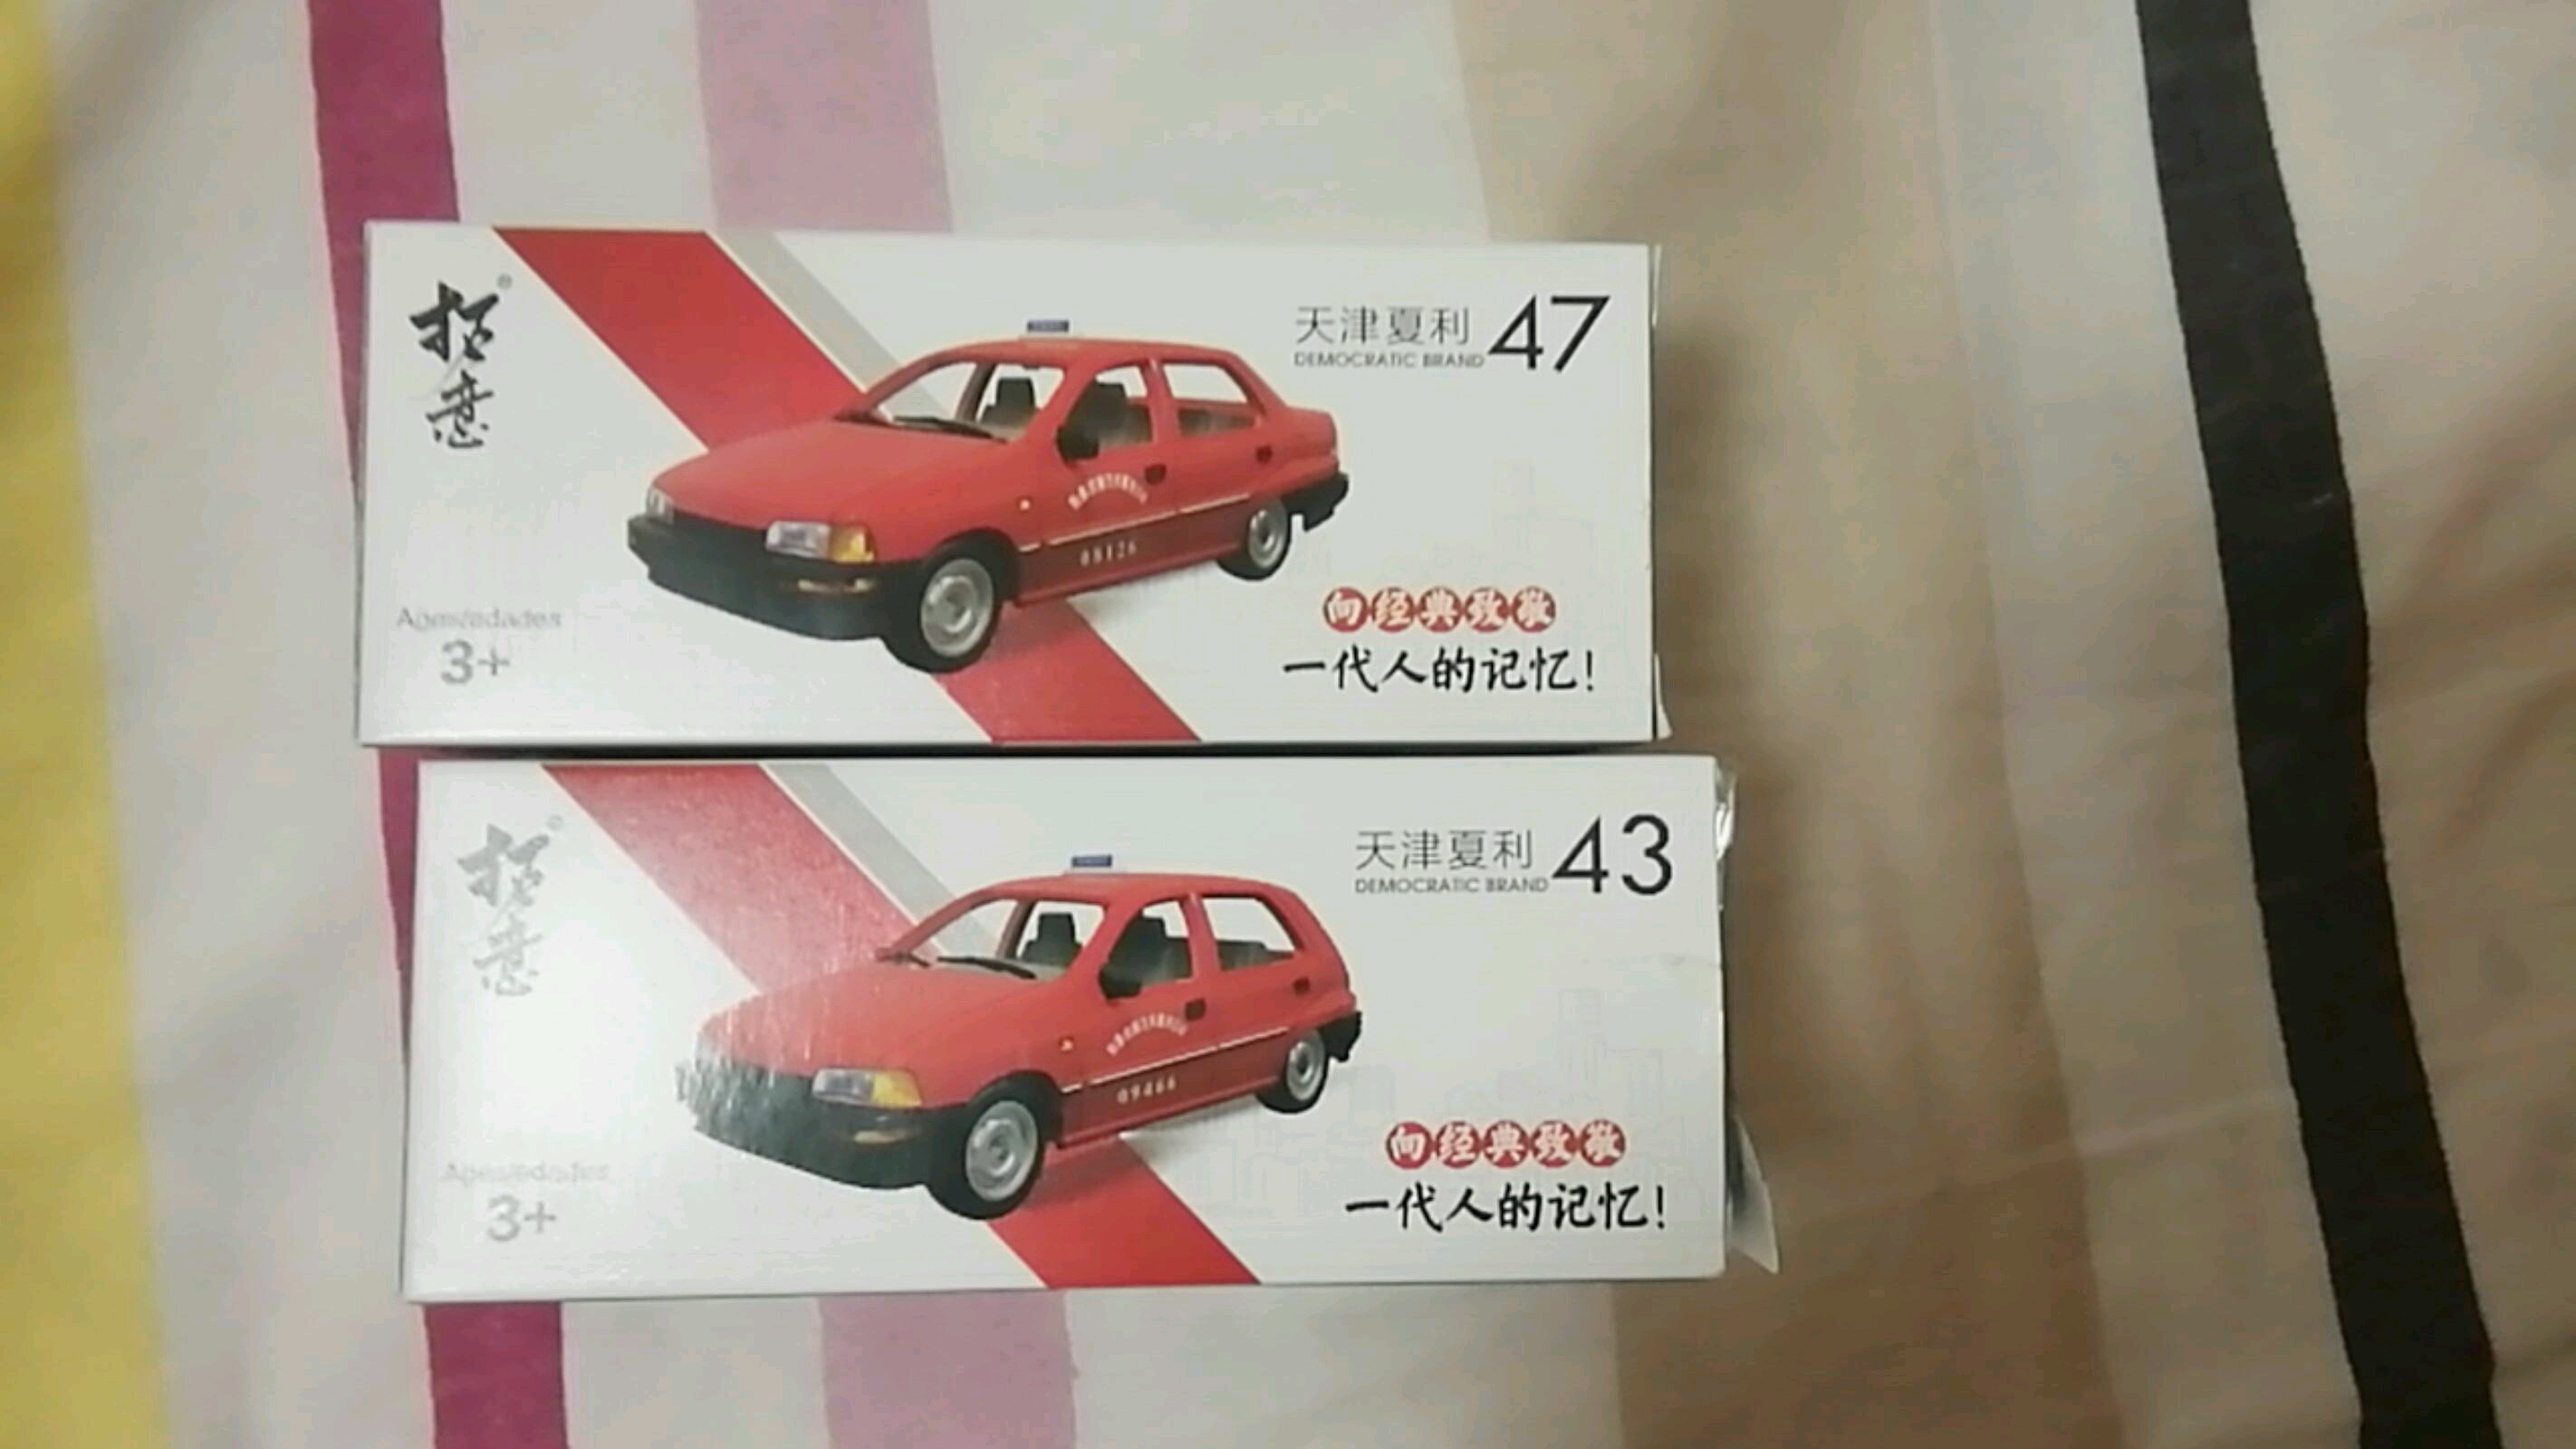 拓意®
天津夏利 47
DEMOCRATIC BRAND
08126
Ages/edades
3+
向经典致敬
一代人的记忆!
拓意®
天津夏利 43
DEMOCRATIC BRAND
09466
Ages/edades
3+
向经典致敬
一代人的记忆!